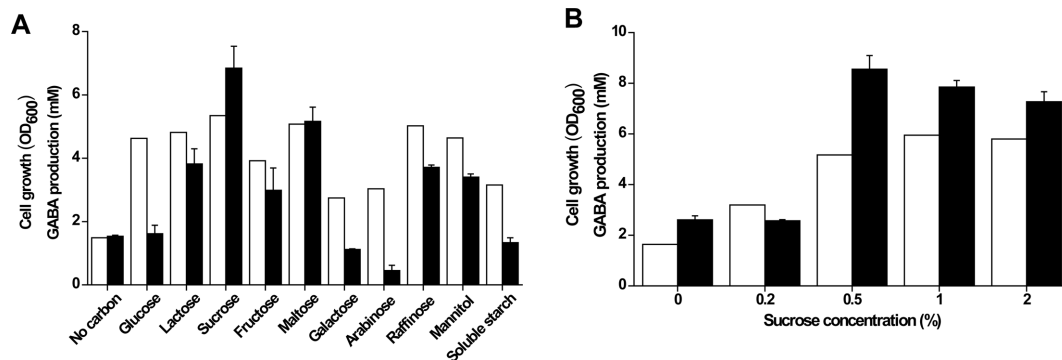 A
Cell growth (OD600)
GABA production (mM)
8
6
4
2
0
No carbon
Glucose
Lactose
Sucrose
Fructose
Maltose
Galactose
Arabinose
Raffinose
Mannitol
Soluble starch
B
Cell growth (OD600)
GABA production (mM)
10
8
6
4
2
0
0 0.2 0.5 1 2
Sucrose concentration (%)